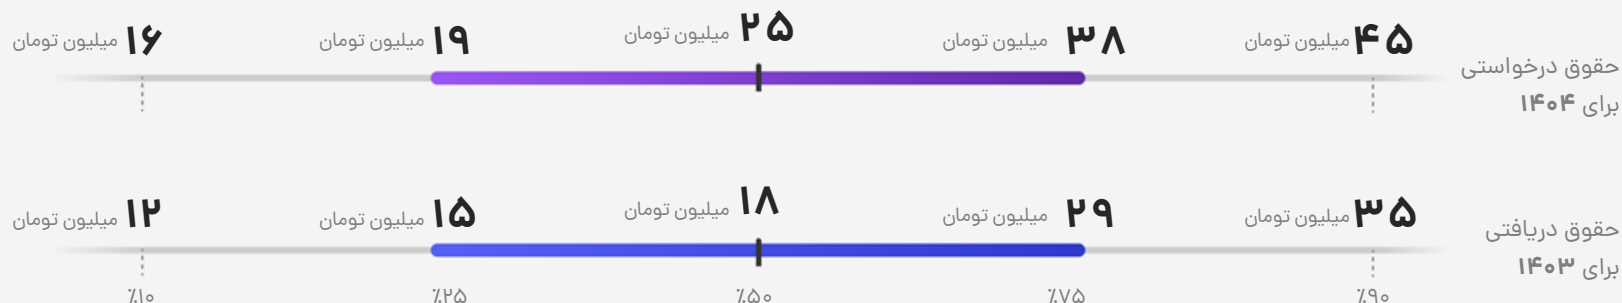 ۴۵ میلیون تومان
۳۸ میلیون تومان
۲۵ میلیون تومان
۱۹ میلیون تومان
۱۶ میلیون تومان
حقوق درخواستی
برای ۱۴۰۴
۳۵ میلیون تومان
۲۹ میلیون تومان
۱۸ میلیون تومان
۱۵ میلیون تومان
۱۲ میلیون تومان
حقوق دریافتی
برای ۱۴۰۳
٪۹۰
٪۷۵
٪۵۰
٪۲۵
٪۱۰